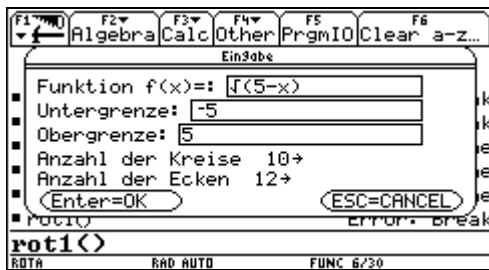 F1 F2 Algebra F3 Calc F4 Other F5 PrgmIO F6 Clear a-z…
Eingabe
Funktion f(x)=: √(5-x)
Untergrenze: -5
Obergrenze: 5
Anzahl der Kreise 10→
Anzahl der Ecken 12→
Enter=OK ESC=CANCEL
rot1() Error: Break
rot1()
ROTA RAD AUTO FUNC 6/30